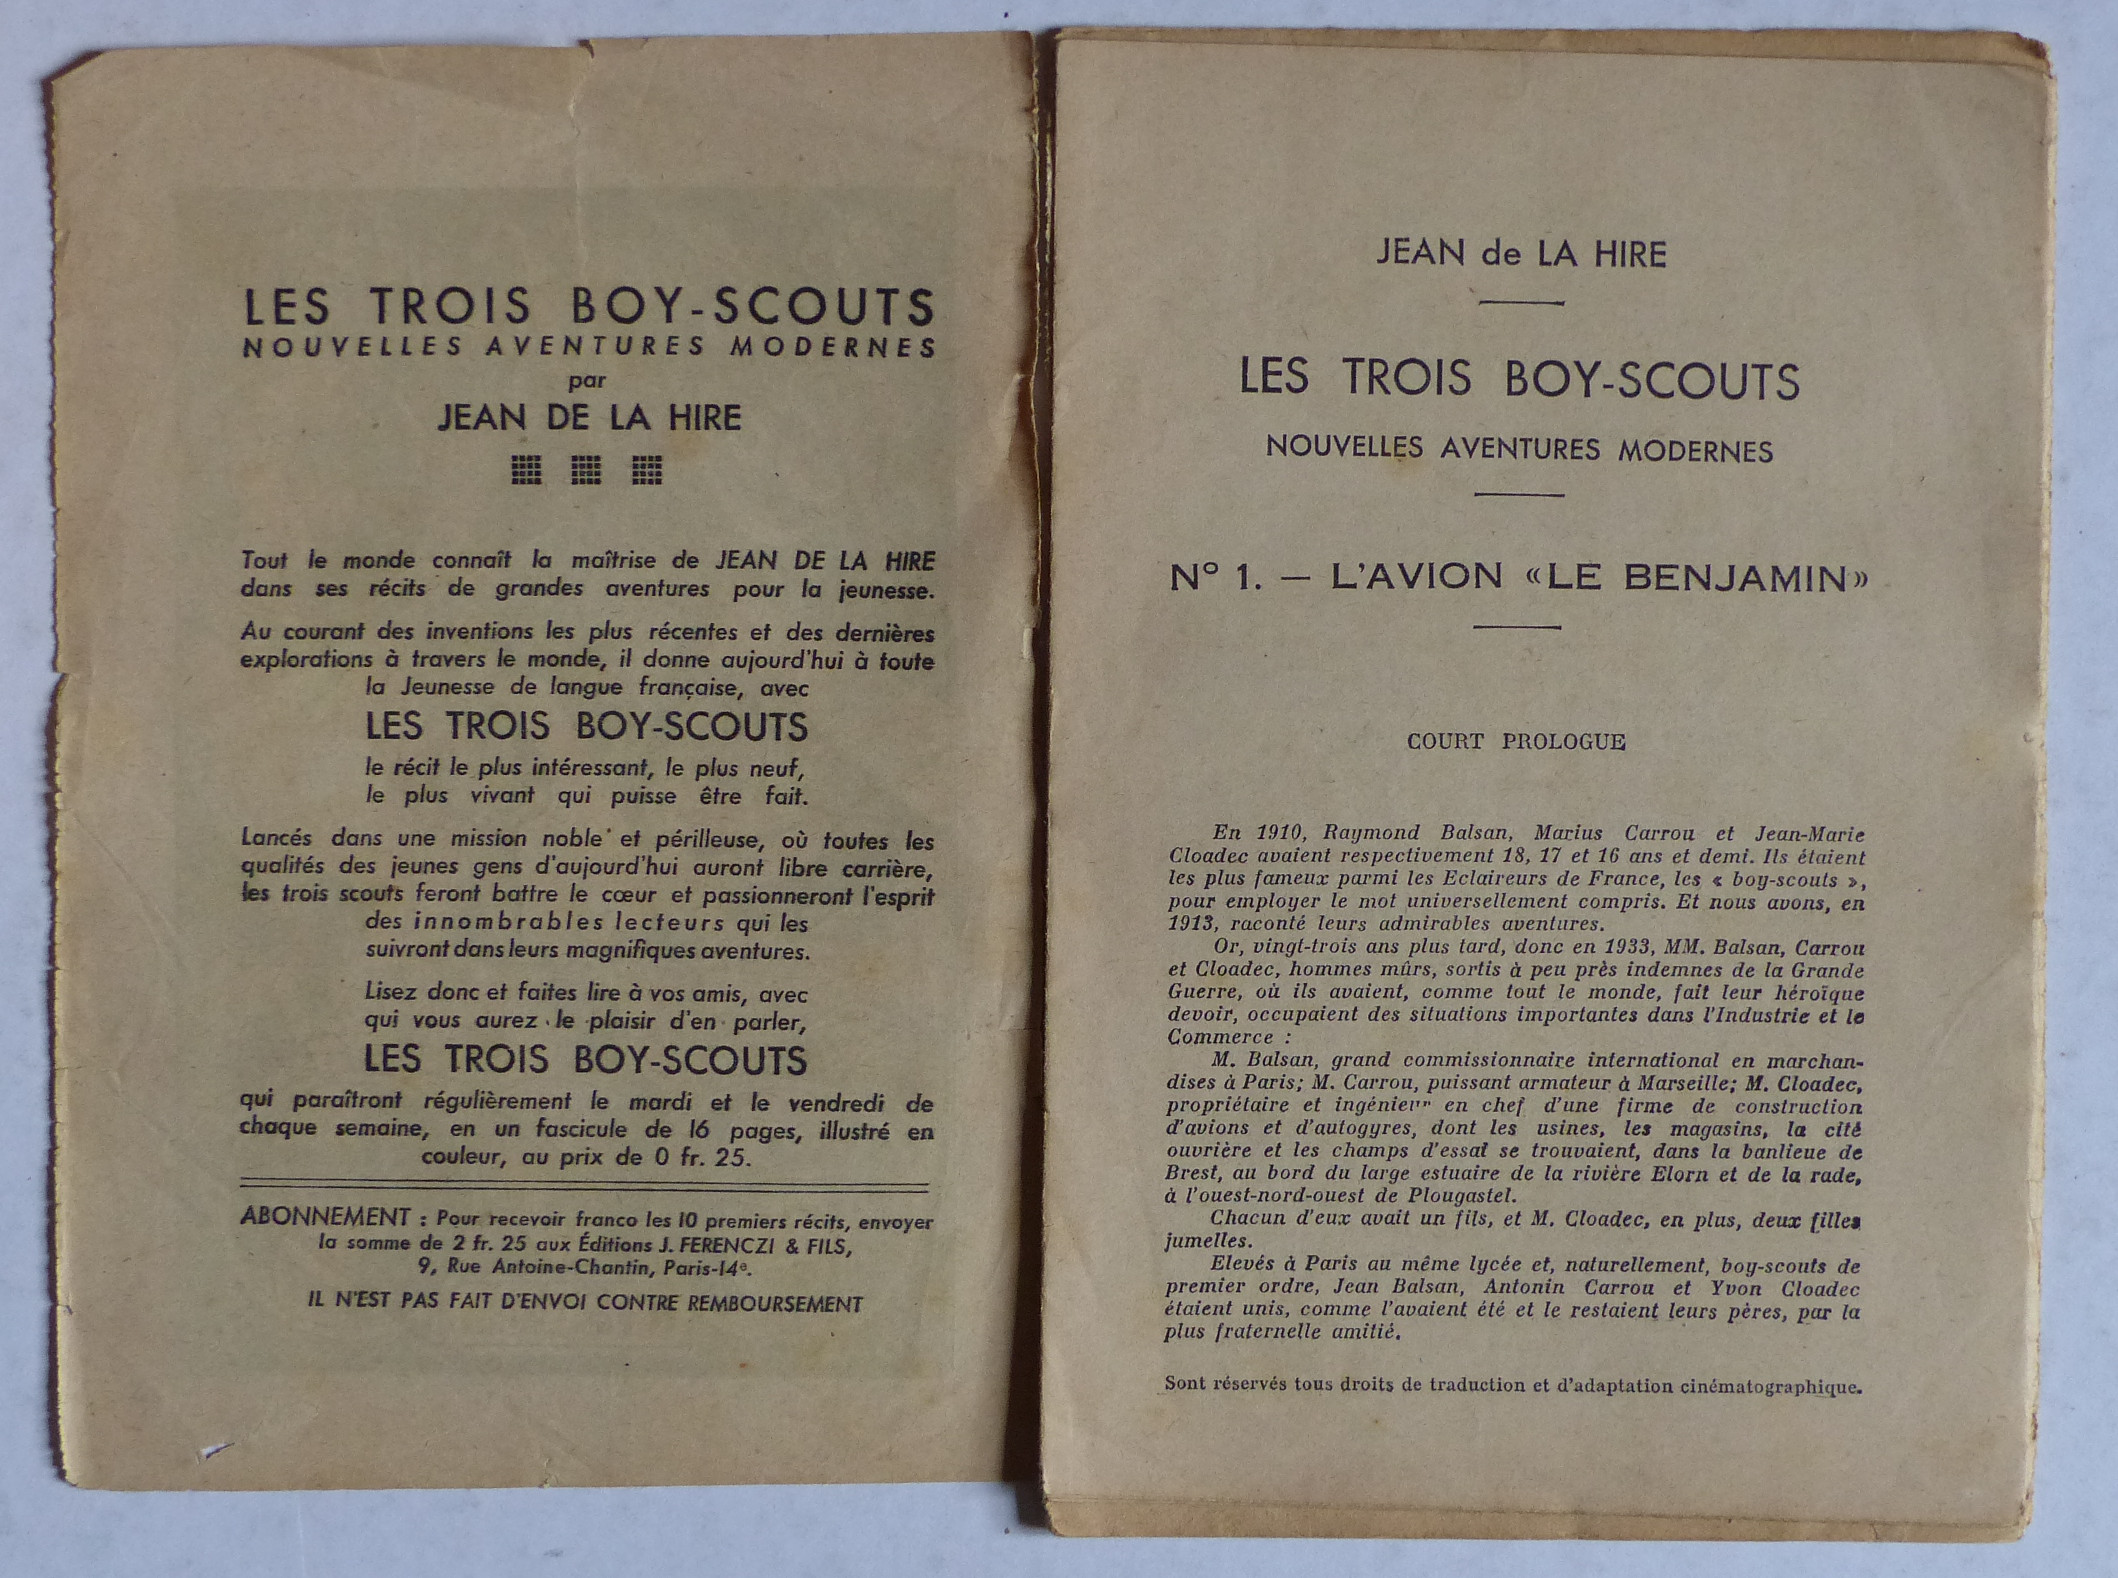 LES TROIS BOY-SCOUTS
NOUVELLES AVENTURES MODERNES
par
JEAN DE LA HIRE
Tout le monde connaît la maîtrise de JEAN DE LA HIRE
dans ses récits de grandes aventures pour la jeunesse.
Au courant des inventions les plus récentes et des dernières
explorations à travers le monde, il donne aujourd'hui à toute
la Jeunesse de langue française, avec
LES TROIS BOY-SCOUTS
le récit le plus intéressant, le plus neuf,
le plus vivant qui puisse être fait.
Lancés dans une mission noble et périlleuse, où toutes les
qualités des jeunes gens d'aujourd'hui auront libre carrière,
les trois scouts feront battre le cœur et passionneront l'esprit
des innombrables lecteurs qui les
suivront dans leurs magnifiques aventures.
Lisez donc et faites lire à vos amis, avec
qui vous aurez le plaisir d'en parler,
LES TROIS BOY-SCOUTS
qui paraîtront régulièrement le mardi et le vendredi de
chaque semaine, en un fascicule de 16 pages, illustré en
couleur, au prix de 0 fr. 25.
ABONNEMENT : Pour recevoir franco les 10 premiers récits, envoyer
la somme de 2 fr. 25 aux Éditions J. FERENCZI & FILS,
9, Rue Antoine-Chantin, Paris-14e.
IL N'EST PAS FAIT D'ENVOI CONTRE REMBOURSEMENT
JEAN de LA HIRE
LES TROIS BOY-SCOUTS
NOUVELLES AVENTURES MODERNES
N° 1. — L'AVION «LE BENJAMIN»
COURT PROLOGUE
En 1910, Raymond Balsan, Marius Carrou et Jean-Marie
Cloadec avaient respectivement 18, 17 et 16 ans et demi. Ils étaient
les plus fameux parmi les Eclaireurs de France, les « boy-scouts »,
pour employer le mot universellement compris. Et nous avons, en
1913, raconté leurs admirables aventures.
Or, vingt-trois ans plus tard, donc en 1933, MM. Balsan, Carrou
et Cloadec, hommes mûrs, sortis à peu près indemnes de la Grande
Guerre, où ils avaient, comme tout le monde, fait leur héroïque
devoir, occupaient des situations importantes dans l'Industrie et le
Commerce :
M. Balsan, grand commissionnaire international en marchan-
dises à Paris; M. Carrou, puissant armateur à Marseille; M. Cloadec,
propriétaire et ingénieur en chef d'une firme de construction
d'avions et d'autogyres, dont les usines, les magasins, la cité
ouvrière et les champs d'essai se trouvaient, dans la banlieue de
Brest, au bord du large estuaire de la rivière Elorn et de la rade,
à l'ouest-nord-ouest de Plougastel.
Chacun d'eux avait un fils, et M. Cloadec, en plus, deux filles
jumelles.
Elevés à Paris au même lycée et, naturellement, boy-scouts de
premier ordre, Jean Balsan, Antonin Carrou et Yvon Cloadec
étaient unis, comme l'avaient été et le restaient leurs pères, par la
plus fraternelle amitié.
Sont réservés tous droits de traduction et d'adaptation cinématographique.